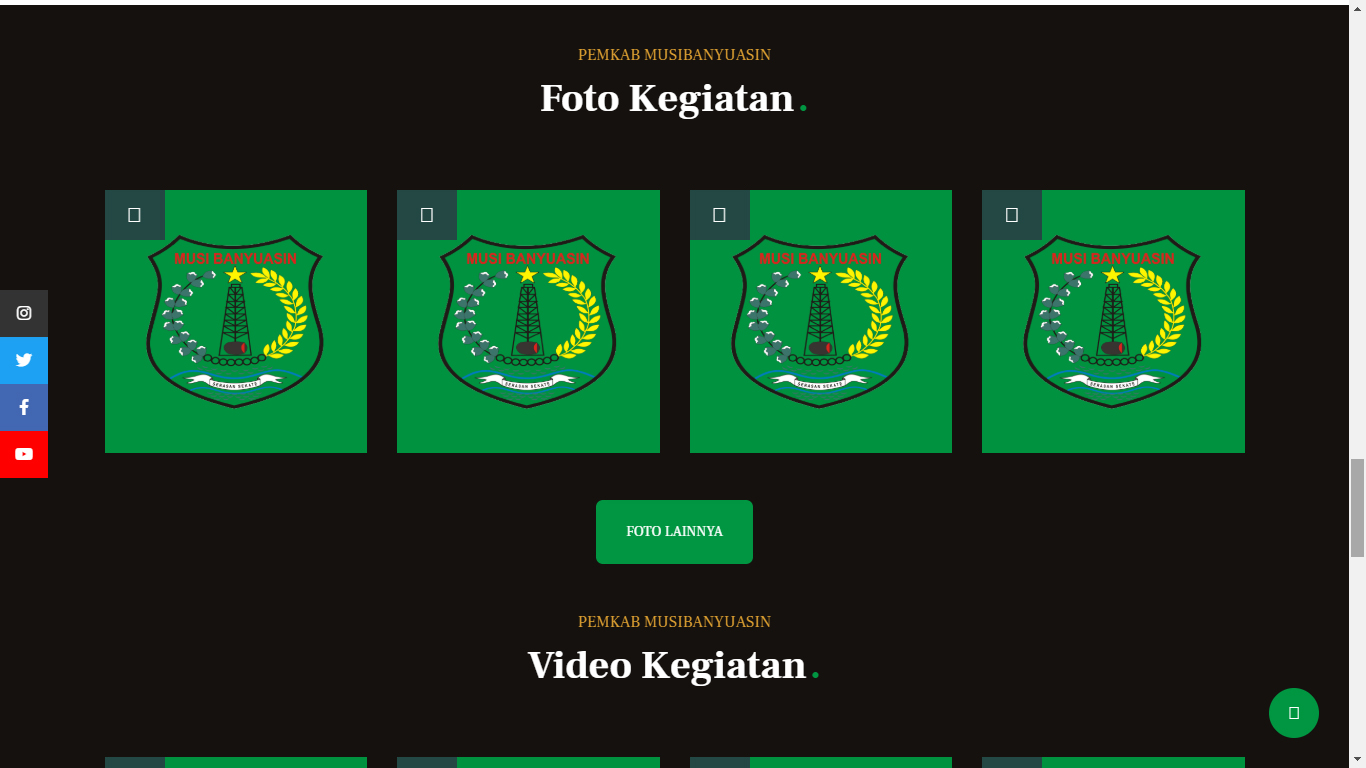 PEMKAB MUSIBANYUASIN
Foto Kegiatan.
MUSI BANYUASIN
SERASAN SEKATE
MUSI BANYUASIN
SERASAN SEKATE
MUSI BANYUASIN
SERASAN SEKATE
MUSI BANYUASIN
SERASAN SEKATE
FOTO LAINNYA
PEMKAB MUSIBANYUASIN
Video Kegiatan.